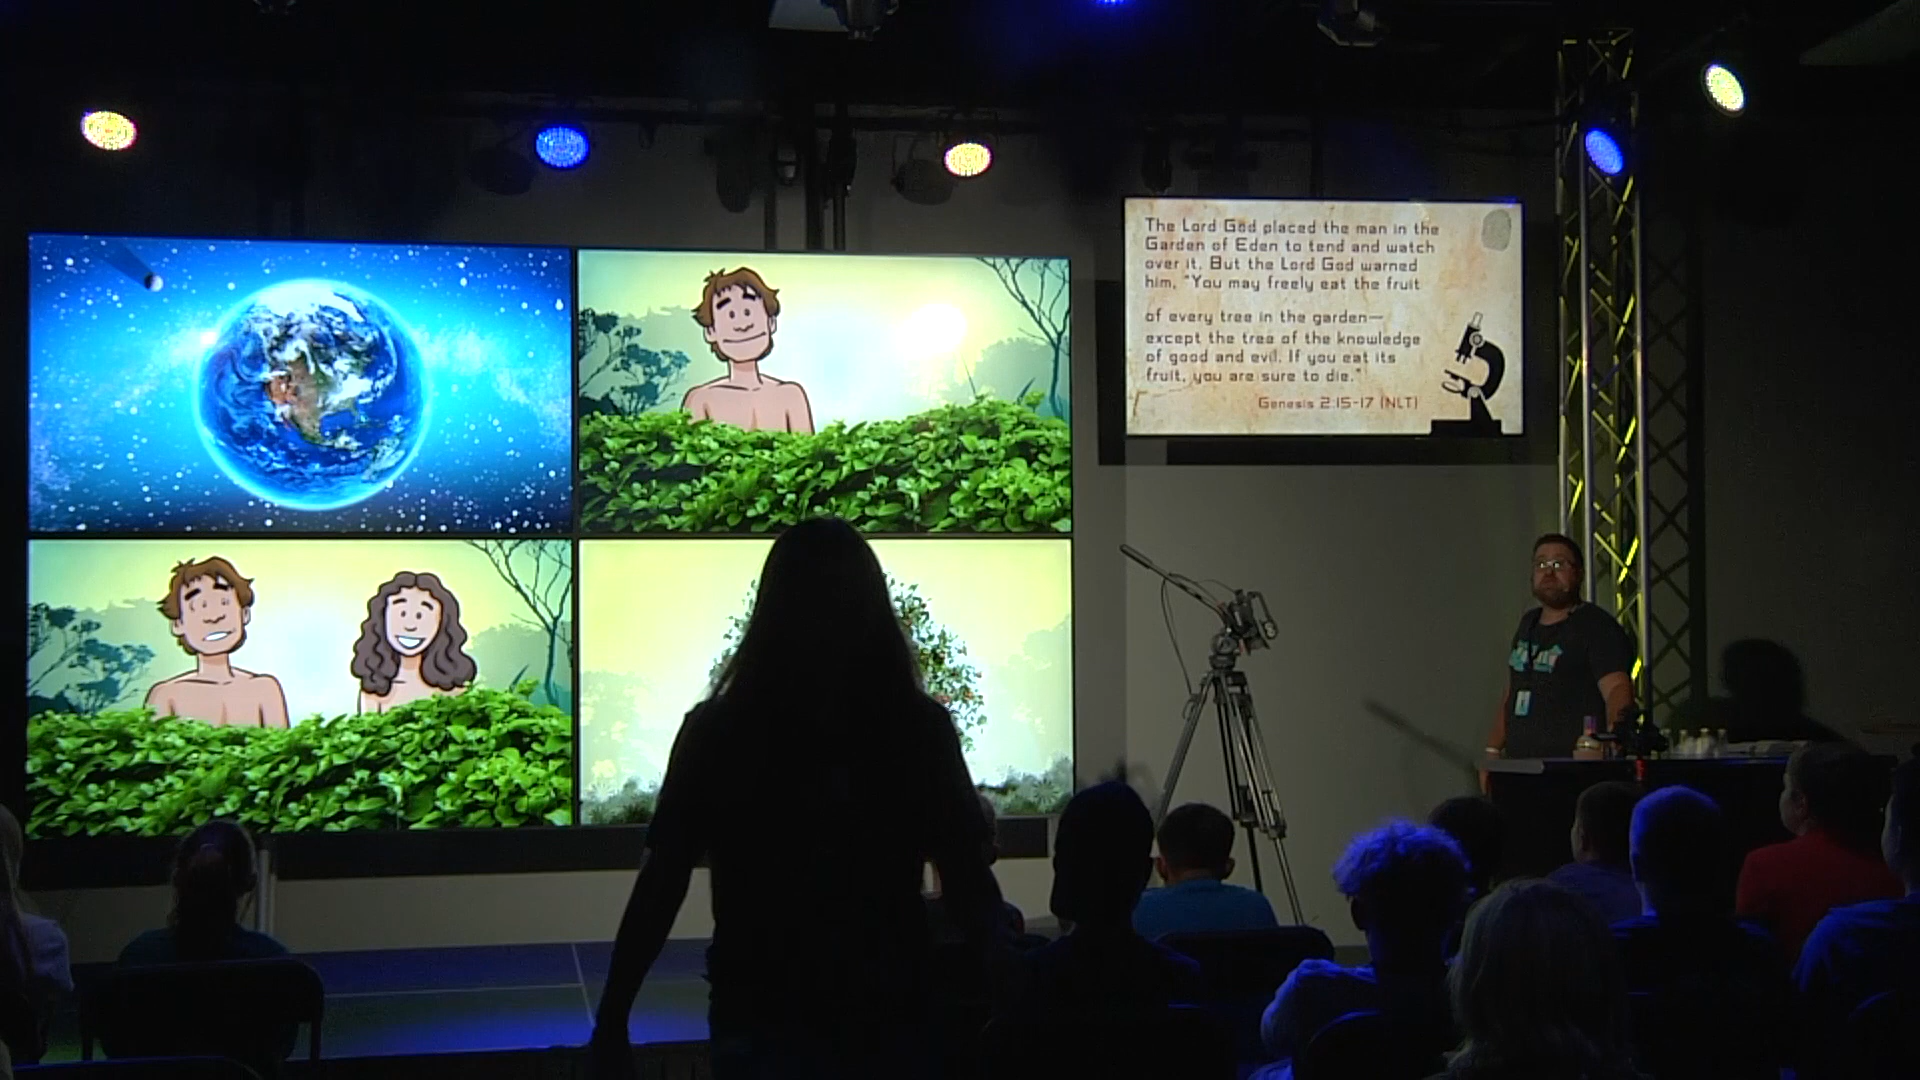 The Lord God placed the man in the
Garden of Eden to tend and watch
over it. But the Lord God warned
him, "You may freely eat the fruit
of every tree in the garden—
except the tree of the knowledge
of good and evil. If you eat its
fruit, you are sure to die."
Genesis 2:15-17 (NLT)